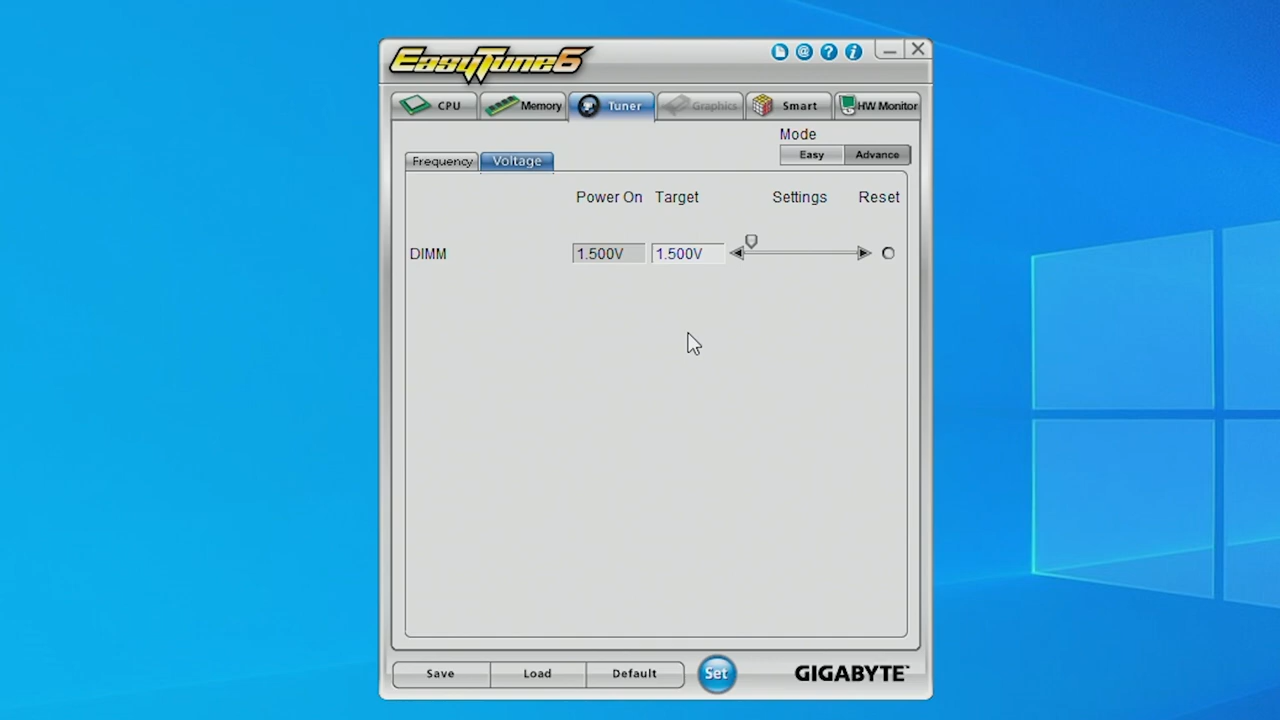 EasyTune6
CPU Memory Tuner Graphics Smart HW Monitor
Mode
Easy Advance
Frequency Voltage
Power On Target Settings Reset
DIMM 1.500V 1.500V
Save Load Default Set GIGABYTE™